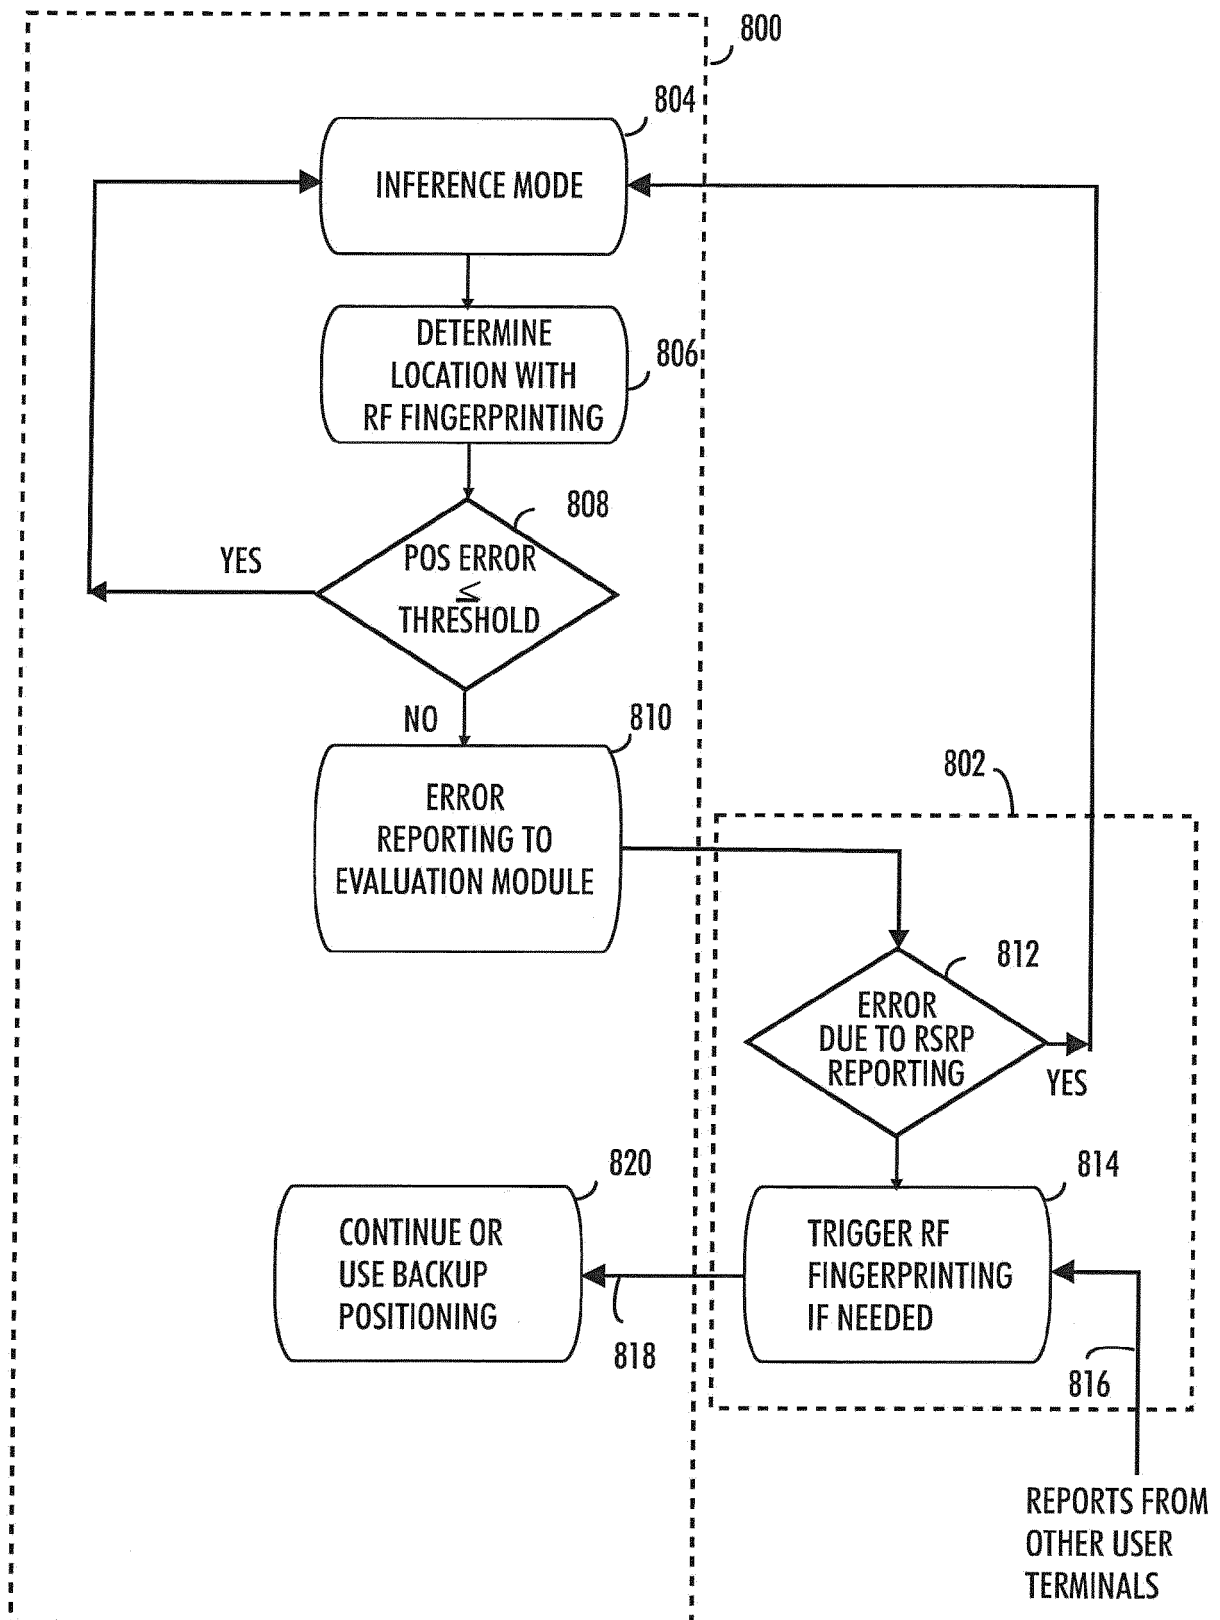 800
804
INFERENCE MODE
DETERMINE
LOCATION WITH
RF FINGERPRINTING
806
808
YES
POS ERROR
≤
THRESHOLD
NO
810
ERROR
REPORTING TO
EVALUATION MODULE
802
812
ERROR
DUE TO RSRP
REPORTING
YES
820
814
CONTINUE OR
USE BACKUP
POSITIONING
TRIGGER RF
FINGERPRINTING
IF NEEDED
818
816
REPORTS FROM
OTHER USER
TERMINALS